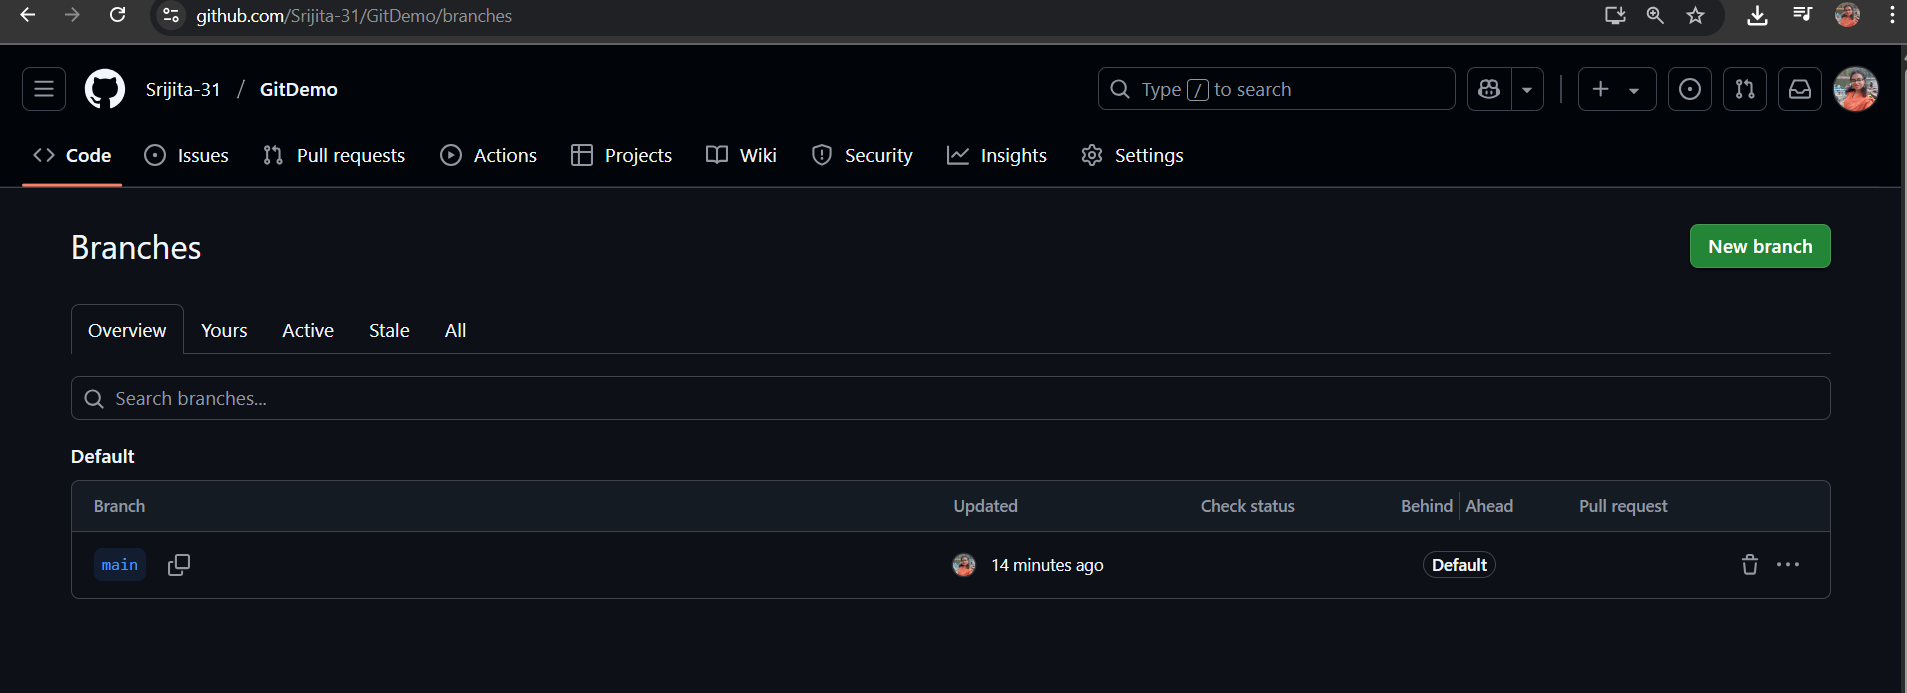 github.com/Srijita-31/GitDemo/branches
Srijita-31 / GitDemo
Type / to search
Code Issues Pull requests Actions Projects Wiki Security Insights Settings
Branches
New branch
Overview Yours Active Stale All
Search branches...
Default
Branch Updated Check status Behind Ahead Pull request
main 14 minutes ago Default